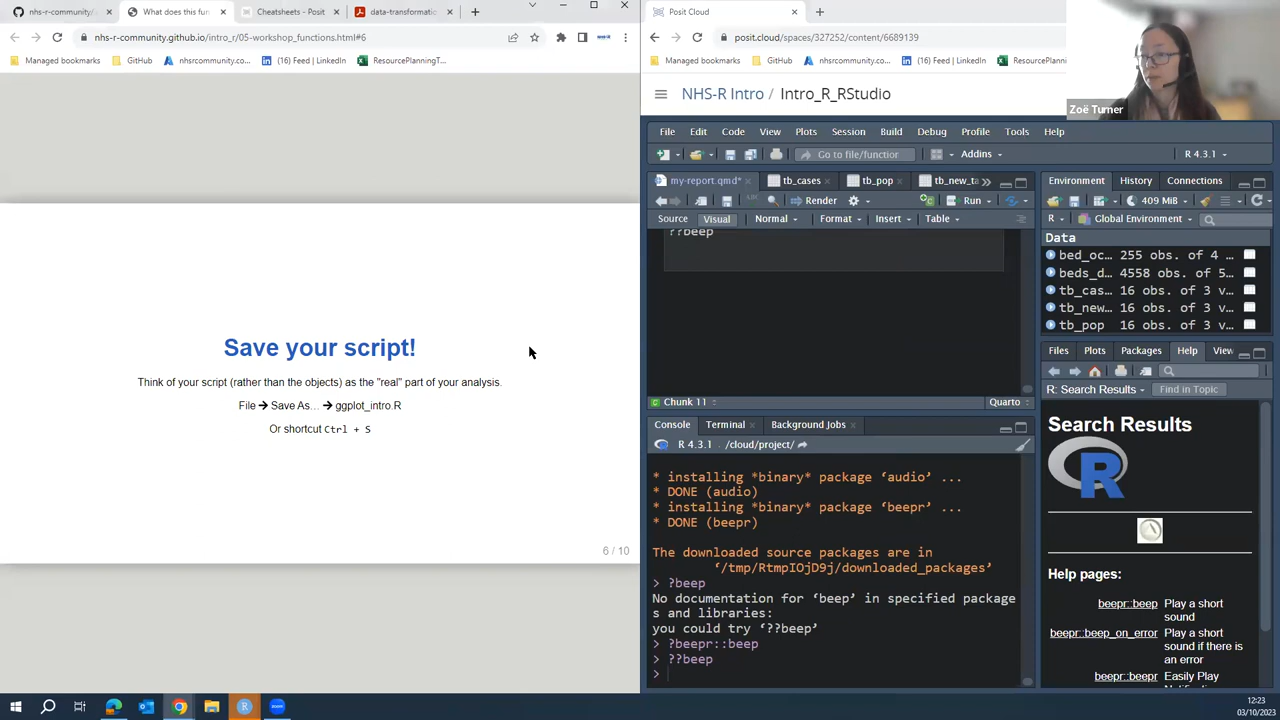 nhs-r-community/
What does this fun
Cheatsheets - Posit
data-transformatio
Posit Cloud
nhs-r-community.github.io/intro_r/05-workshop_functions.html#6
posit.cloud/spaces/327252/content/6689139
Managed bookmarks
GitHub
nhsrcommunity.co...
(16) Feed | LinkedIn
ResourcePlanningT...
Managed bookmarks
GitHub
nhsrcommunity.co...
(16) Feed | LinkedIn
ResourcePlannin
Zoë Turner
NHS-R Intro / Intro_R_RStudio
File Edit Code View Plots Session Build Debug Profile Tools Help
Go to file/function
Addins
R 4.3.1
my-report.qmd*
tb_cases
tb_pop
tb_new_ta
Render
Run
Source Visual Normal Format Insert Table
??beep
Chunk 11
Quarto
Environment History Connections
409 MiB
R
Global Environment
Data
bed_oc... 255 obs. of 4 ...
beds_d... 4558 obs. of 5...
tb_cas... 16 obs. of 3 v...
tb_new... 16 obs. of 3 v...
tb_pop 16 obs. of 3 v...
Save your script!
Think of your script (rather than the objects) as the "real" part of your analysis.
File → Save As... → ggplot_intro.R
Or shortcut Ctrl + S
6 / 10
Console Terminal Background Jobs
R 4.3.1 . /cloud/project/
* installing *binary* package ‘audio’ ...
* DONE (audio)
* installing *binary* package ‘beepr’ ...
* DONE (beepr)
The downloaded source packages are in
‘/tmp/RtmpIOjD9j/downloaded_packages’
> ?beep
No documentation for ‘beep’ in specified package
s and libraries:
you could try ‘??beep’
> ?beepr::beep
> ??beep
>
Files Plots Packages Help View
R: Search Results
Find in Topic
Search Results
R
Help pages:
beepr::beep Play a short
sound
beepr::beep_on_error Play a short
sound if there is
an error
beepr::beepr Easily Play
12:23
03/10/2023